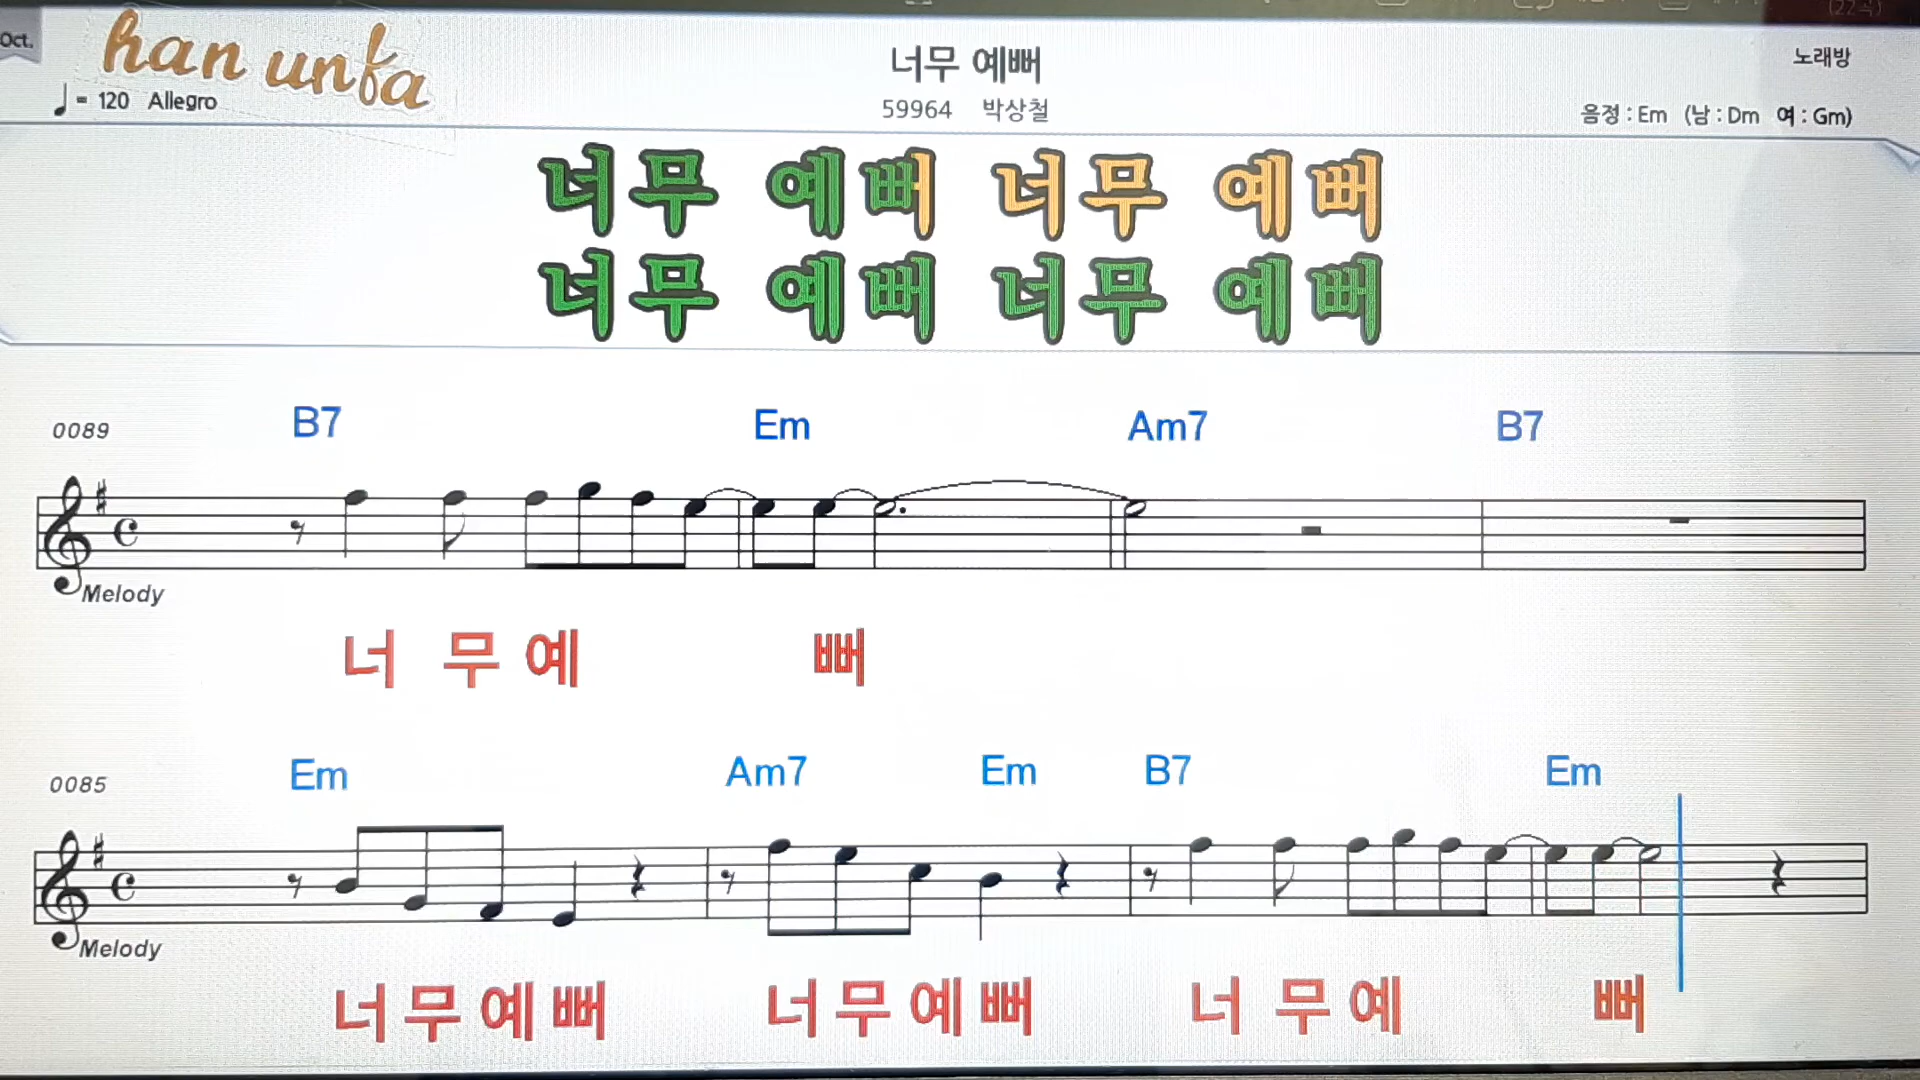 Oct.
han unfa
너무 예뻐
노래방
= 120 Allegro
59964 박상철
음정 : Em (남 : Dm 여 : Gm)
너무 예뻐 너무 예뻐
너무 예뻐 너무 예뻐
0089 B7 Em Am7 B7
Melody
너 무 예 뻐
0085 Em Am7 Em B7 Em
Melody
너 무 예 뻐 너 무 예 뻐 너 무 예 뻐